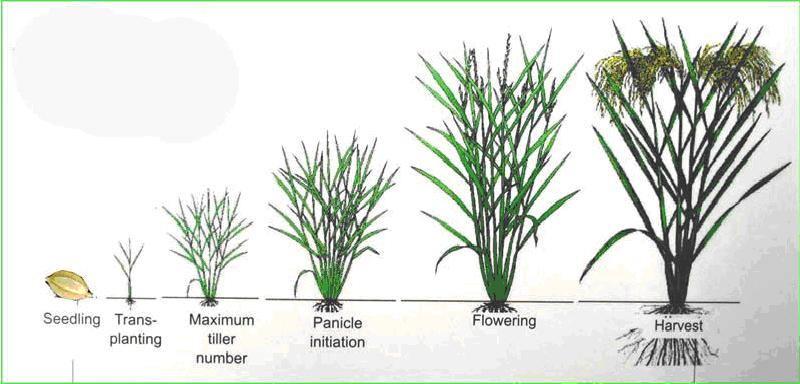 Seedling
Trans-
planting
Maximum
tiller
number
Panicle
initiation
Flowering
Harvest